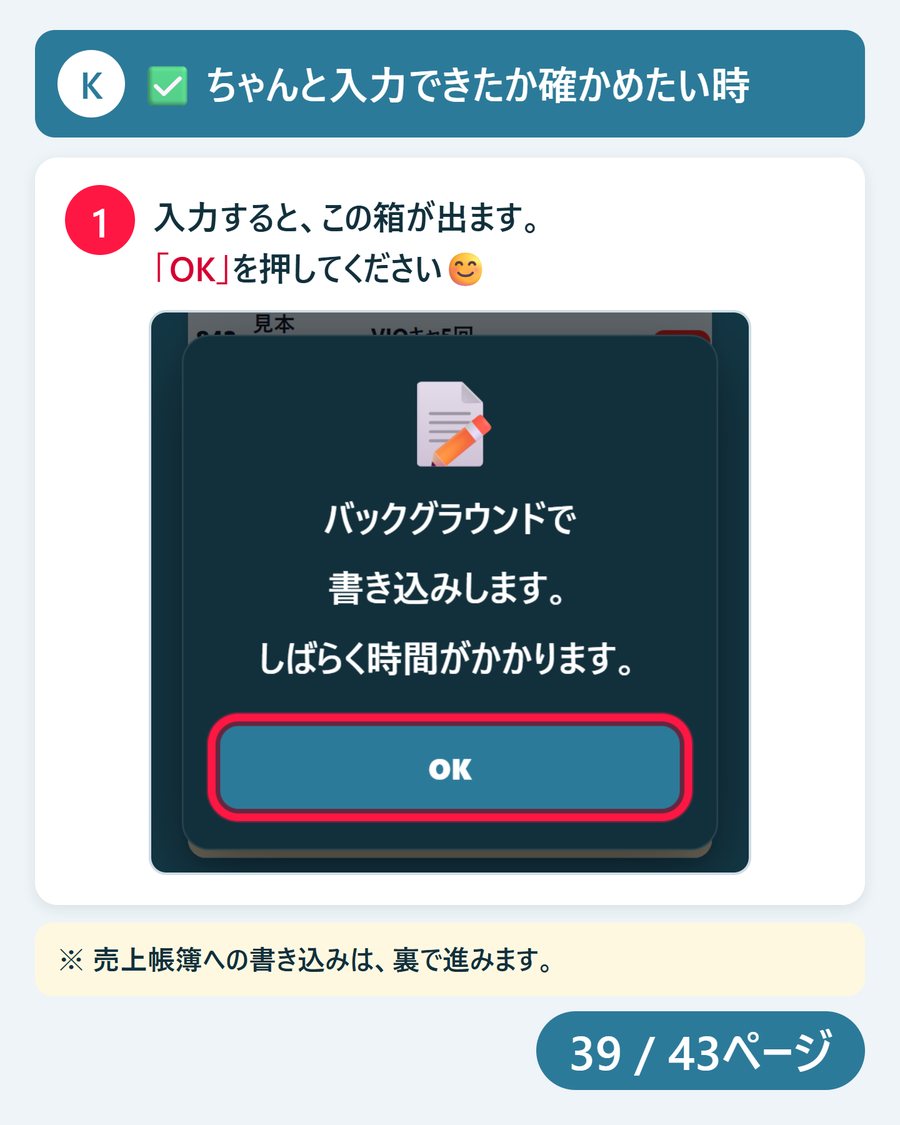 K ✅ ちゃんと入力できたか確かめたい時
1 入力すると、この箱が出ます。
「OK」を押してください😊
見本
バックグラウンドで
書き込みします。
しばらく時間がかかります。
OK
※ 売上帳簿への書き込みは、裏で進みます。
39 / 43ページ